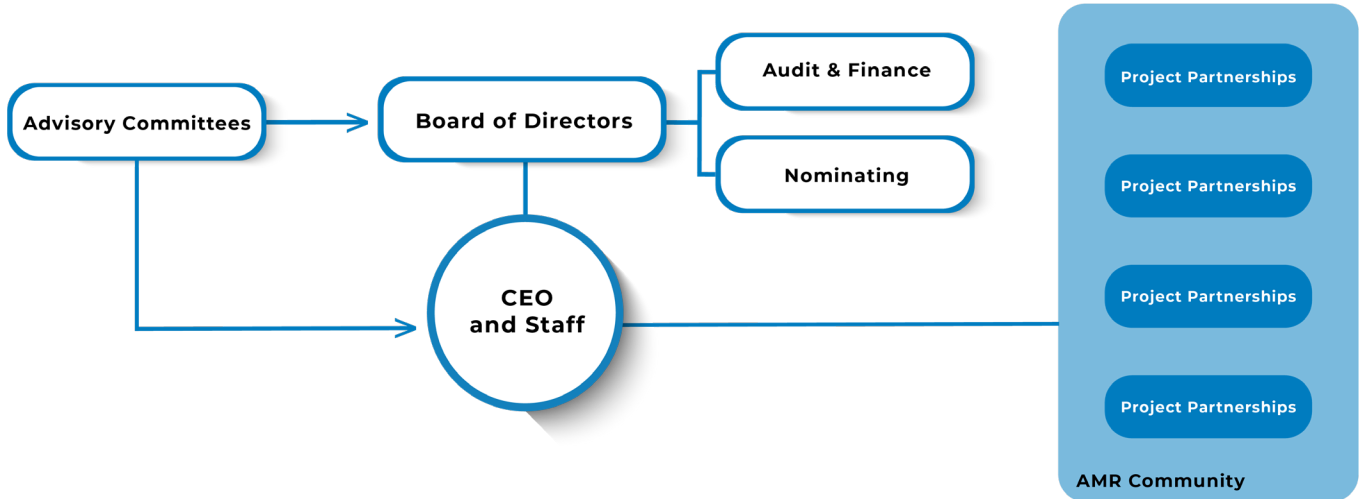 Advisory Committees
Board of Directors
Audit & Finance
Nominating
CEO
and Staff
Project Partnerships
Project Partnerships
Project Partnerships
Project Partnerships
AMR Community